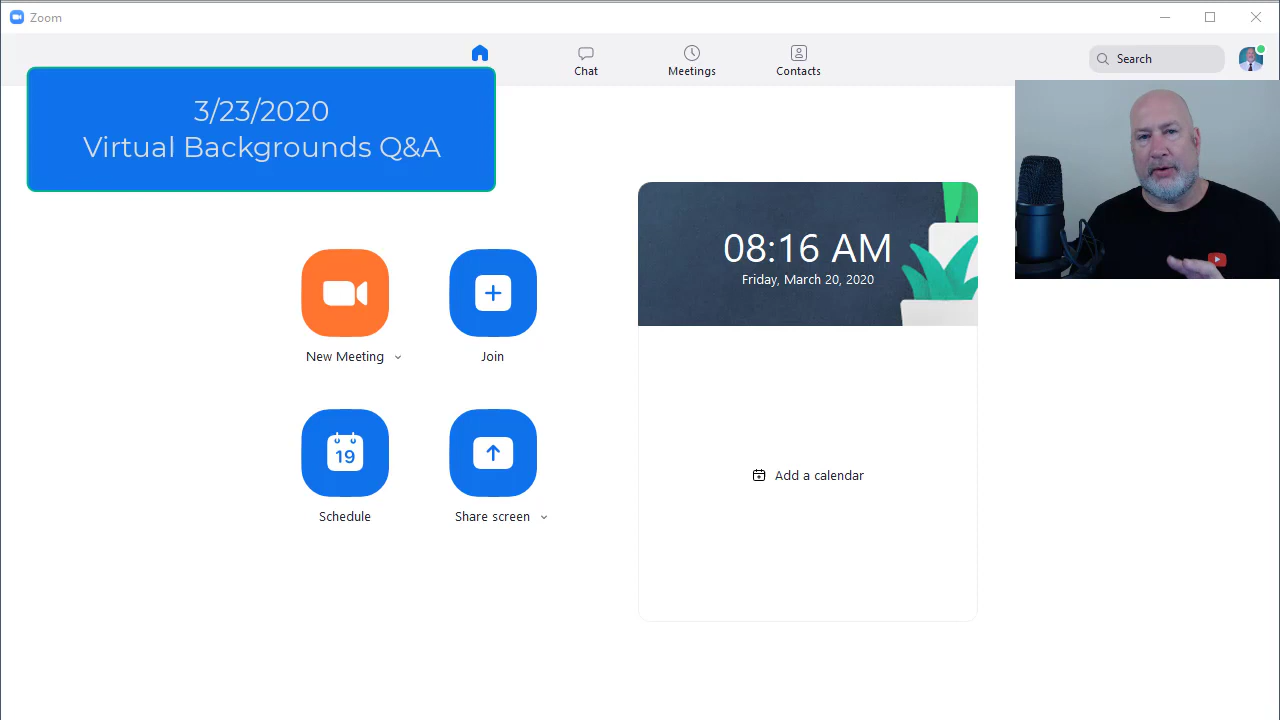 Zoom
Chat
Meetings
Contacts
Search
3/23/2020
Virtual Backgrounds Q&A
08:16 AM
Friday, March 20, 2020
New Meeting
Join
19
Schedule
Share screen
Add a calendar